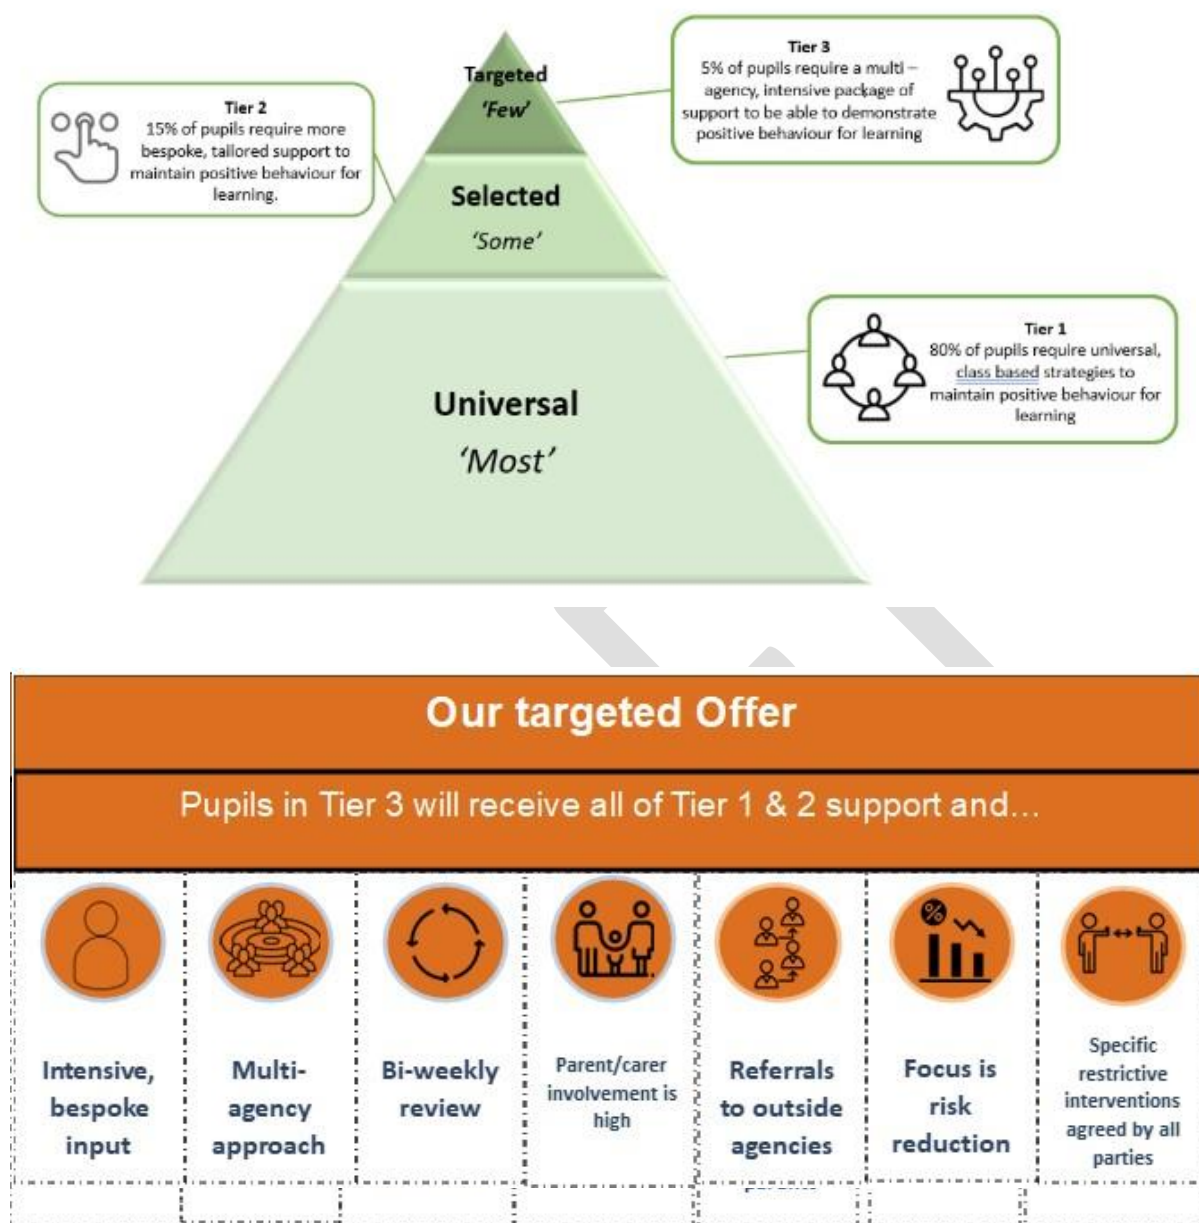 Targeted
'Few'
Tier 3
5% of pupils require a multi –
agency, intensive package of
support to be able to demonstrate
positive behaviour for learning
Tier 2
15% of pupils require more
bespoke, tailored support to
maintain positive behaviour for
learning.
Selected
'Some'
Tier 1
80% of pupils require universal,
class based strategies to
maintain positive behaviour for
learning
Universal
'Most'
Our targeted Offer
Pupils in Tier 3 will receive all of Tier 1 & 2 support and...
Intensive,
bespoke
input
Multi-
agency
approach
Bi-weekly
review
Parent/carer
involvement is
high
Referrals
to outside
agencies
%
Focus is
risk
reduction
Specific
restrictive
interventions
agreed by all
parties